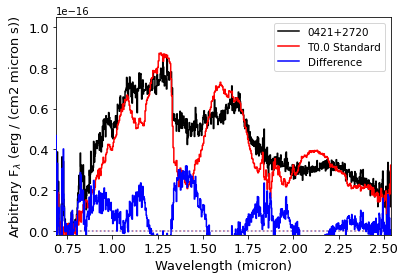 1e−16
0421+2720
T0.0 Standard
Difference
Arbitrary Fλ (erg / (cm2 micron s))
1.0
0.8
0.6
0.4
0.2
0.0
0.75 1.00 1.25 1.50 1.75 2.00 2.25 2.50
Wavelength (micron)